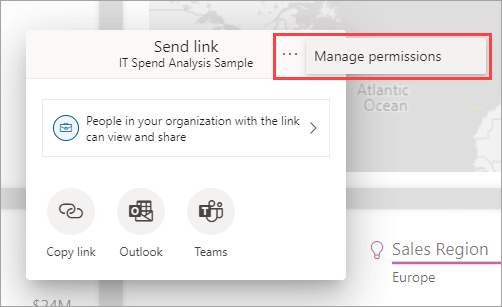 Send link
IT Spend Analysis Sample
... Manage permissions
Atlantic
Ocean
People in your organization with the link
can view and share
Copy link Outlook Teams
Sales Region
Europe
$24M